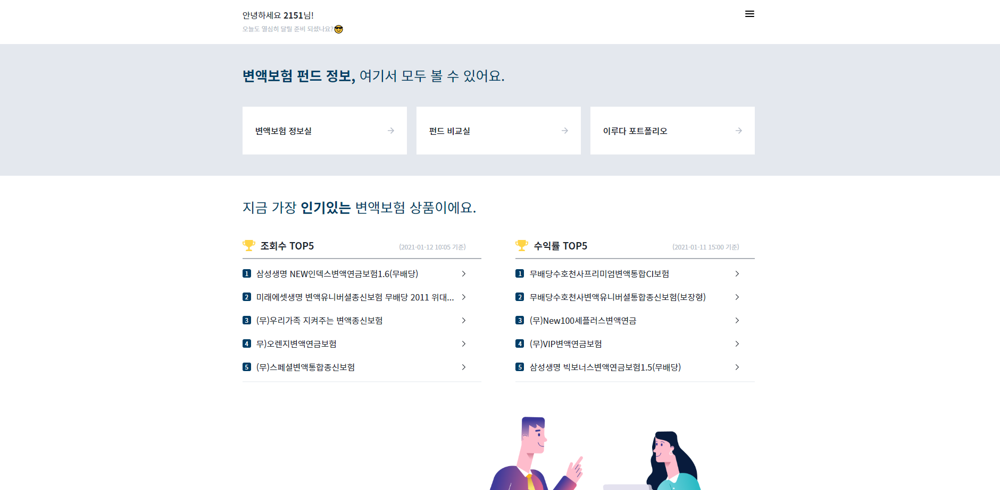 안녕하세요 2151님!
오늘도 열심히 달릴 준비 되셨나요?😎
변액보험 펀드 정보, 여기서 모두 볼 수 있어요.
변액보험 정보실
펀드 비교실
이루다 포트폴리오
지금 가장 인기있는 변액보험 상품이에요.
조회수 TOP5 (2021-01-12 10:05 기준)
1 삼성생명 NEW인덱스변액연금보험1.6(무배당)
2 미래에셋생명 변액유니버셜종신보험 무배당 2011 위대...
3 (무)우리가족 지켜주는 변액종신보험
4 무)오렌지변액연금보험
5 (무)스페셜변액통합종신보험
수익률 TOP5 (2021-01-11 15:00 기준)
1 무배당수호천사프리미엄변액통합CI보험
2 무배당수호천사변액유니버셜통합종신보험(보장형)
3 (무)New100세플러스변액연금
4 (무)VIP변액연금보험
5 삼성생명 빅보너스변액연금보험1.5(무배당)